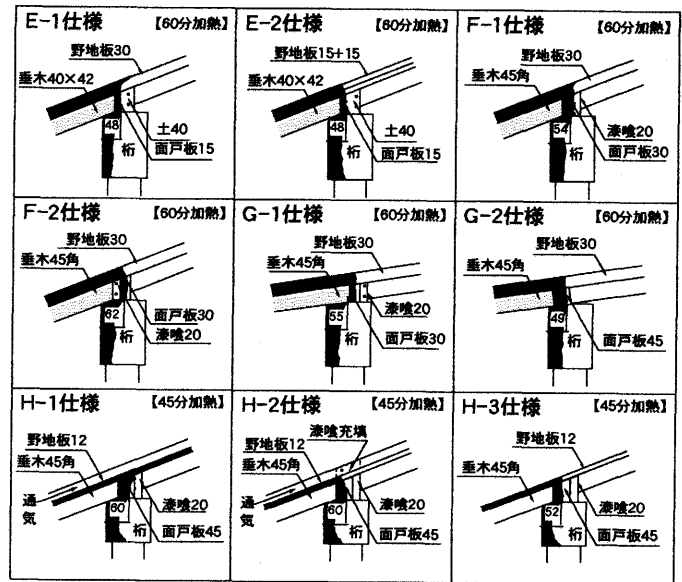 E-1仕様 【60分加熱】
野地板30
垂木40×42
48
土40
桁
面戸板15
E-2仕様 【60分加熱】
野地板15+15
垂木40×42
48
土40
桁
面戸板15
F-1仕様 【60分加熱】
野地板30
垂木45角
54
漆喰20
桁
面戸板30
F-2仕様 【60分加熱】
野地板30
垂木45角
62
面戸板30
漆喰20
桁
G-1仕様 【60分加熱】
野地板30
垂木45角
55
漆喰20
桁
面戸板30
G-2仕様 【60分加熱】
野地板30
垂木45角
49
桁
面戸板45
H-1仕様 【45分加熱】
野地板12
垂木45角
通気
60
漆喰20
桁
面戸板45
H-2仕様 【45分加熱】
漆喰充填
野地板12
垂木45角
通気
60
漆喰20
桁
面戸板45
H-3仕様 【45分加熱】
野地板12
垂木45角
52
漆喰20
桁
面戸板45